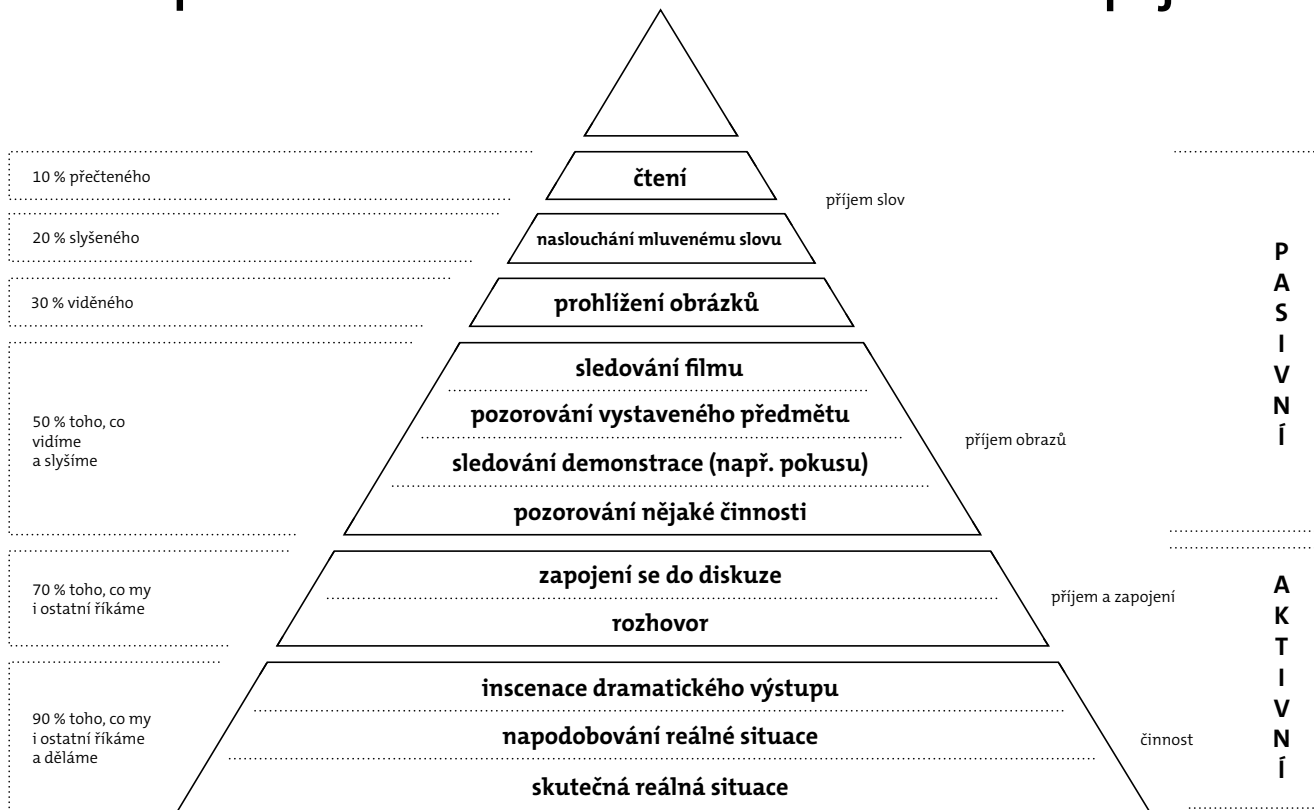 10 % přečteného
čtení
příjem slov
20 % slyšeného
naslouchání mluvenému slovu
30 % viděného
prohlížení obrázků
50 % toho, co
vidíme
a slyšíme
sledování filmu
pozorování vystaveného předmětu
sledování demonstrace (např. pokusu)
pozorování nějaké činnosti
příjem obrazů
PASIVNÍ
70 % toho, co my
i ostatní říkáme
zapojení se do diskuze
rozhovor
příjem a zapojení
90 % toho, co my
i ostatní říkáme
a děláme
inscenace dramatického výstupu
napodobování reálné situace
skutečná reálná situace
činnost
AKTIVNÍ